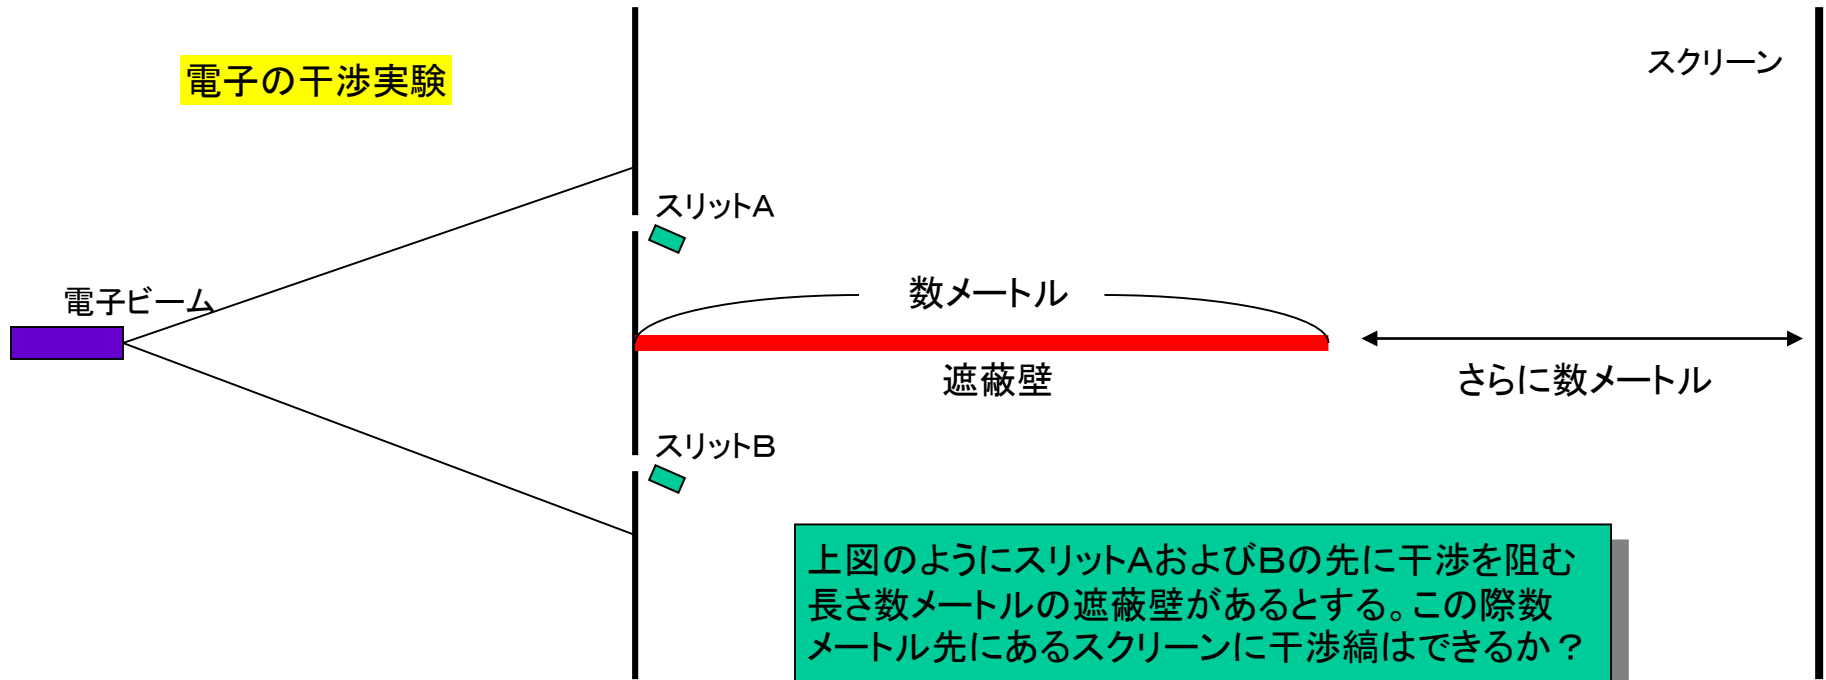 電子の干渉実験
スクリーン
スリットA
電子ビーム
数メートル
遮蔽壁
さらに数メートル
スリットB
上図のようにスリットAおよびBの先に干渉を阻む
長さ数メートルの遮蔽壁があるとする。この際数
メートル先にあるスクリーンに干渉縞はできるか？